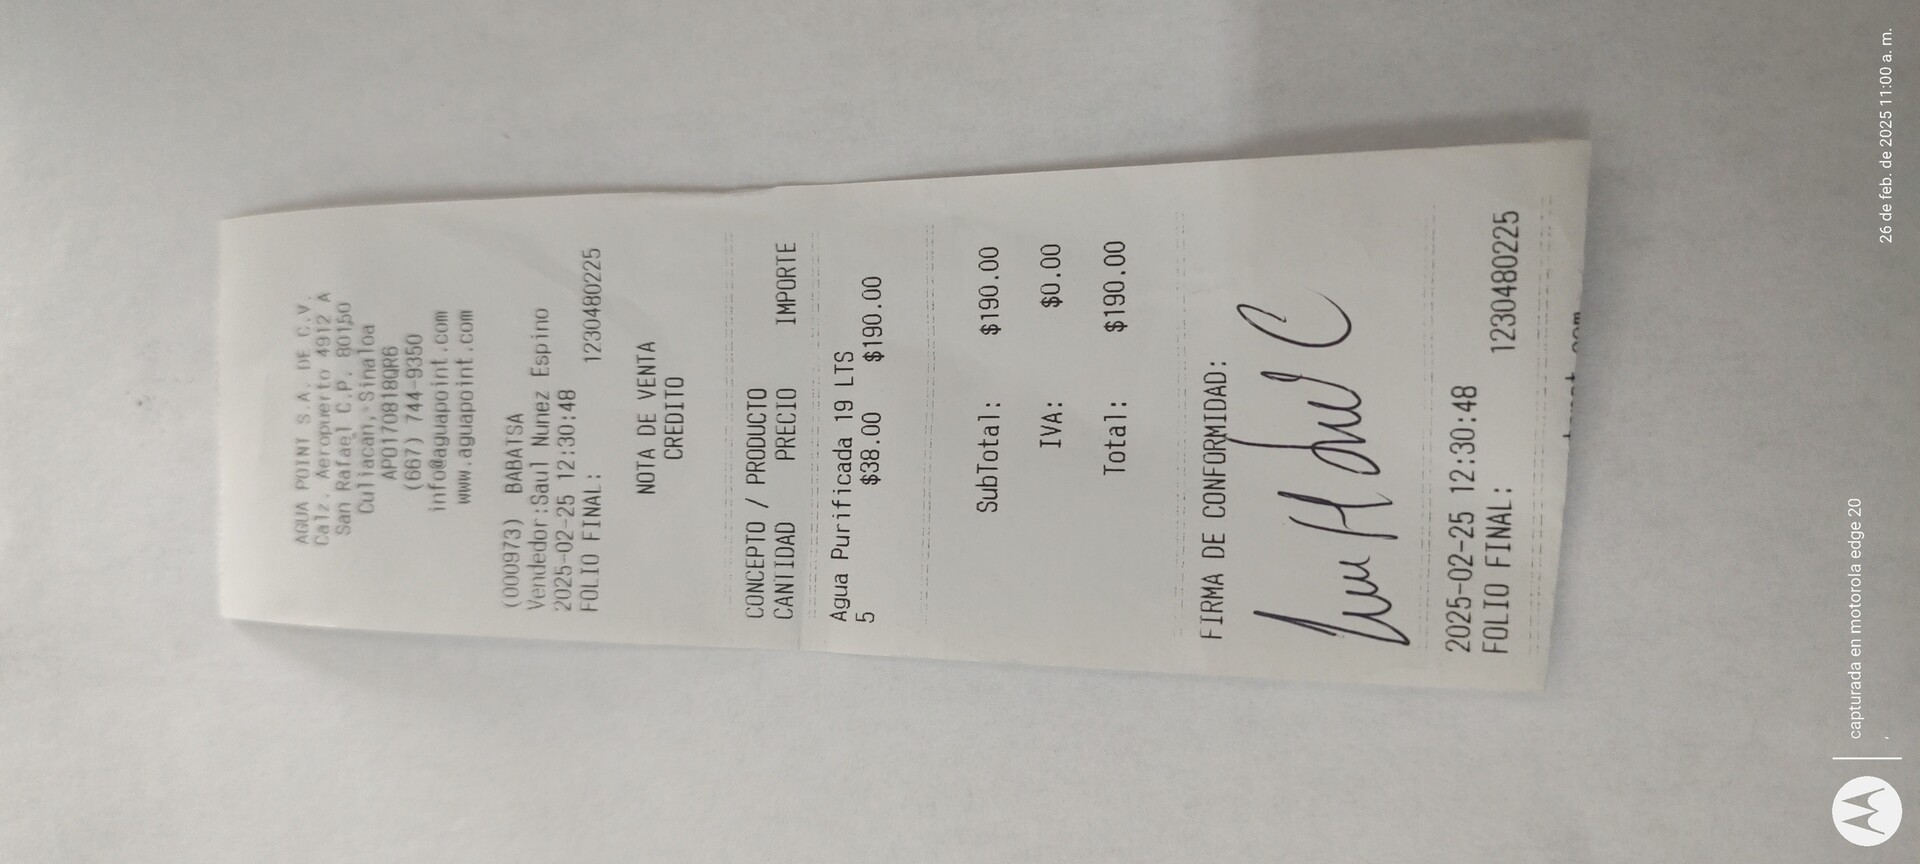 AGUA POINT S.A. DE C.V.
Calz. Aeropuerto 4912 A
San Rafael C.P. 80150
Culiacan, Sinaloa
APO170818QR6
(667) 744-9350
info@aguapoint.com
www.aguapoint.com
(000973) BABATSA
Vendedor:Saul Nunez Espino
2025-02-25 12:30:48
FOLIO FINAL: 1230480225
NOTA DE VENTA
CREDITO
CONCEPTO / PRODUCTO
CANTIDAD PRECIO IMPORTE
Agua Purificada 19 LTS
5 $38.00 $190.00
SubTotal: $190.00
IVA: $0.00
Total: $190.00
FIRMA DE CONFORMIDAD:
2025-02-25 12:30:48
FOLIO FINAL: 1230480225
capturada en motorola edge 20
26 de feb. de 2025 11:00 a. m.